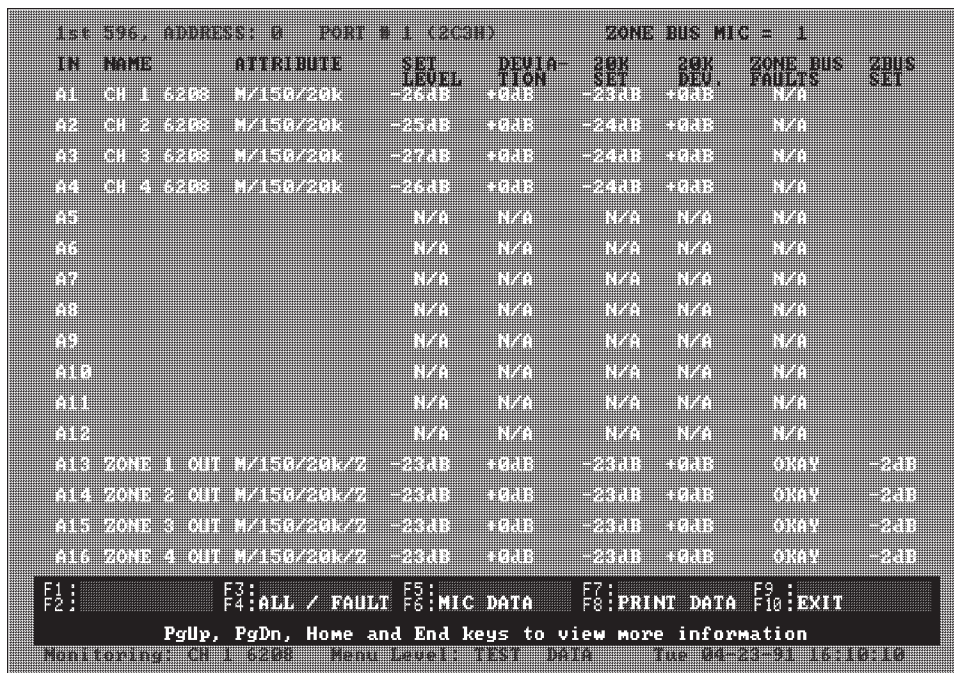 1st 596, ADDRESS: 0 PORT # 1 (2C3H) ZONE BUS MIC = 1
IN NAME ATTRIBUTE SET DEVIA- 20K 20K ZONE BUS ZBUS
LEVEL TION SET DEV. FAULTS SET
A1 CH 1 6208 M/150/20k -26dB +0dB -23dB +0dB N/A
A2 CH 2 6208 M/150/20k -25dB +0dB -24dB +0dB N/A
A3 CH 3 6208 M/150/20k -27dB +0dB -24dB +0dB N/A
A4 CH 4 6208 M/150/20k -26dB +0dB -24dB +0dB N/A
A5 N/A N/A N/A N/A N/A
A6 N/A N/A N/A N/A N/A
A7 N/A N/A N/A N/A N/A
A8 N/A N/A N/A N/A N/A
A9 N/A N/A N/A N/A N/A
A10 N/A N/A N/A N/A N/A
A11 N/A N/A N/A N/A N/A
A12 N/A N/A N/A N/A N/A
A13 ZONE 1 OUT M/150/20k/Z -23dB +0dB -23dB +0dB OKAY -2dB
A14 ZONE 2 OUT M/150/20k/Z -23dB +0dB -23dB +0dB OKAY -2dB
A15 ZONE 3 OUT M/150/20k/Z -23dB +0dB -23dB +0dB OKAY -2dB
A16 ZONE 4 OUT M/150/20k/Z -23dB +0dB -23dB +0dB OKAY -2dB
F1: F3: F5: F7: F9:
F2: F4: ALL / FAULT F6: MIC DATA F8: PRINT DATA F10: EXIT
PgUp, PgDn, Home and End keys to view more information
Monitoring: CH 1 6208 Menu Level: TEST DATA Tue 04-23-91 16:10:10